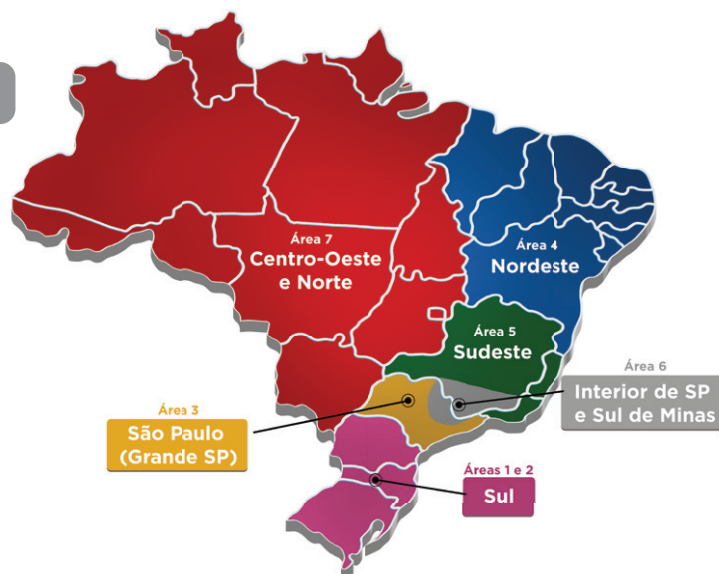 Área 7
Centro-Oeste
e Norte
Área 4
Nordeste
Área 5
Sudeste
Área 6
Interior de SP
e Sul de Minas
Área 3
São Paulo
(Grande SP)
Áreas 1 e 2
Sul